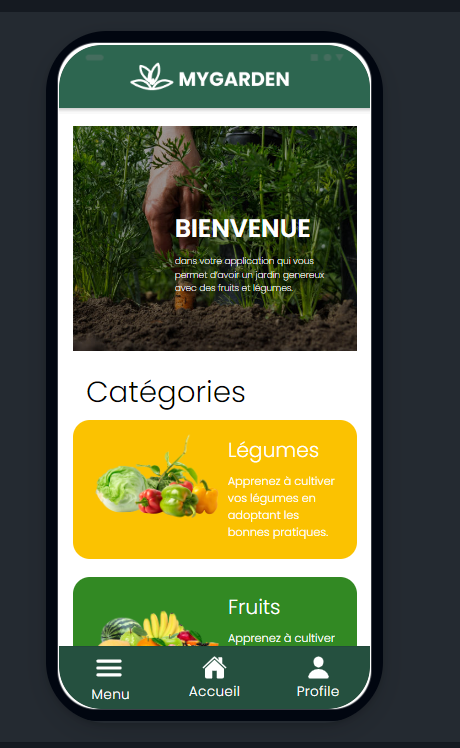 MYGARDEN
BIENVENUE
dans votre application qui vous
permet d'avoir un jardin genereux
avec des fruits et légumes.
Catégories
Légumes
Apprenez à cultiver
vos légumes en
adoptant les
bonnes pratiques.
Fruits
Apprenez à cultiver
Menu
Accueil
Profile